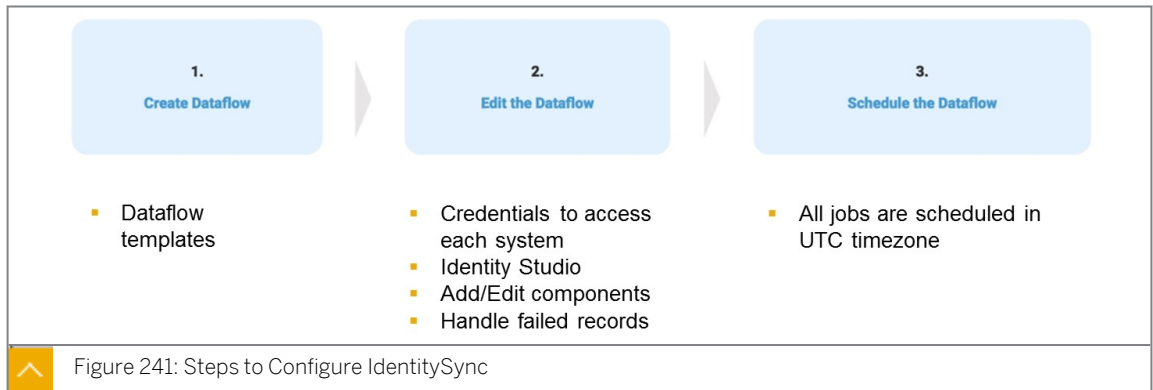 1.
Create Dataflow
2.
Edit the Dataflow
3.
Schedule the Dataflow
Dataflow
templates
Credentials to access
each system
Identity Studio
Add/Edit components
Handle failed records
All jobs are scheduled in
UTC timezone
Figure 241: Steps to Configure IdentitySync